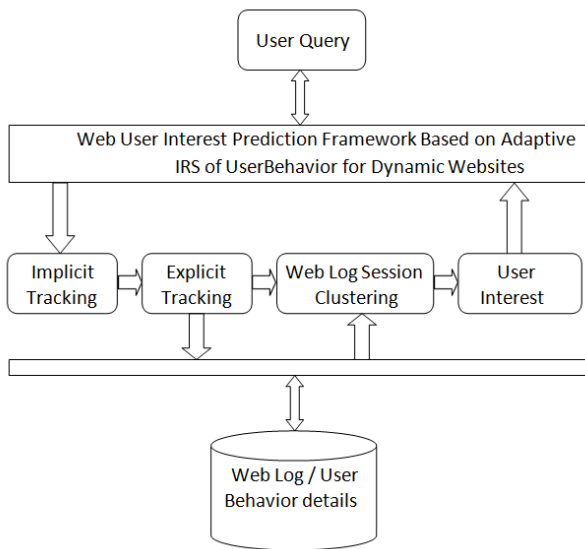 User Query
Web User Interest Prediction Framework Based on Adaptive
IRS of UserBehavior for Dynamic Websites
Implicit
Tracking
Explicit
Tracking
Web Log Session
Clustering
User
Interest
Web Log / User
Behavior details